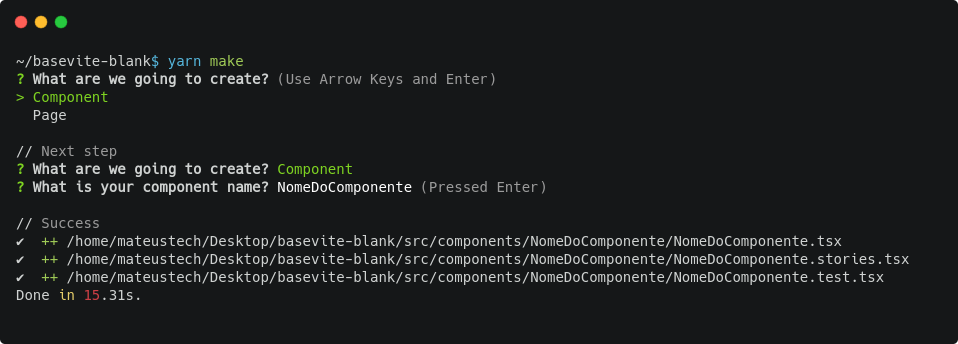 ~/basevite-blank$ yarn make
? What are we going to create? (Use Arrow Keys and Enter)
> Component
  Page
// Next step
? What are we going to create? Component
? What is your component name? NomeDoComponente (Pressed Enter)
// Success
✔  ++ /home/mateustech/Desktop/basevite-blank/src/components/NomeDoComponente/NomeDoComponente.tsx
✔  ++ /home/mateustech/Desktop/basevite-blank/src/components/NomeDoComponente/NomeDoComponente.stories.tsx
✔  ++ /home/mateustech/Desktop/basevite-blank/src/components/NomeDoComponente/NomeDoComponente.test.tsx
Done in 15.31s.